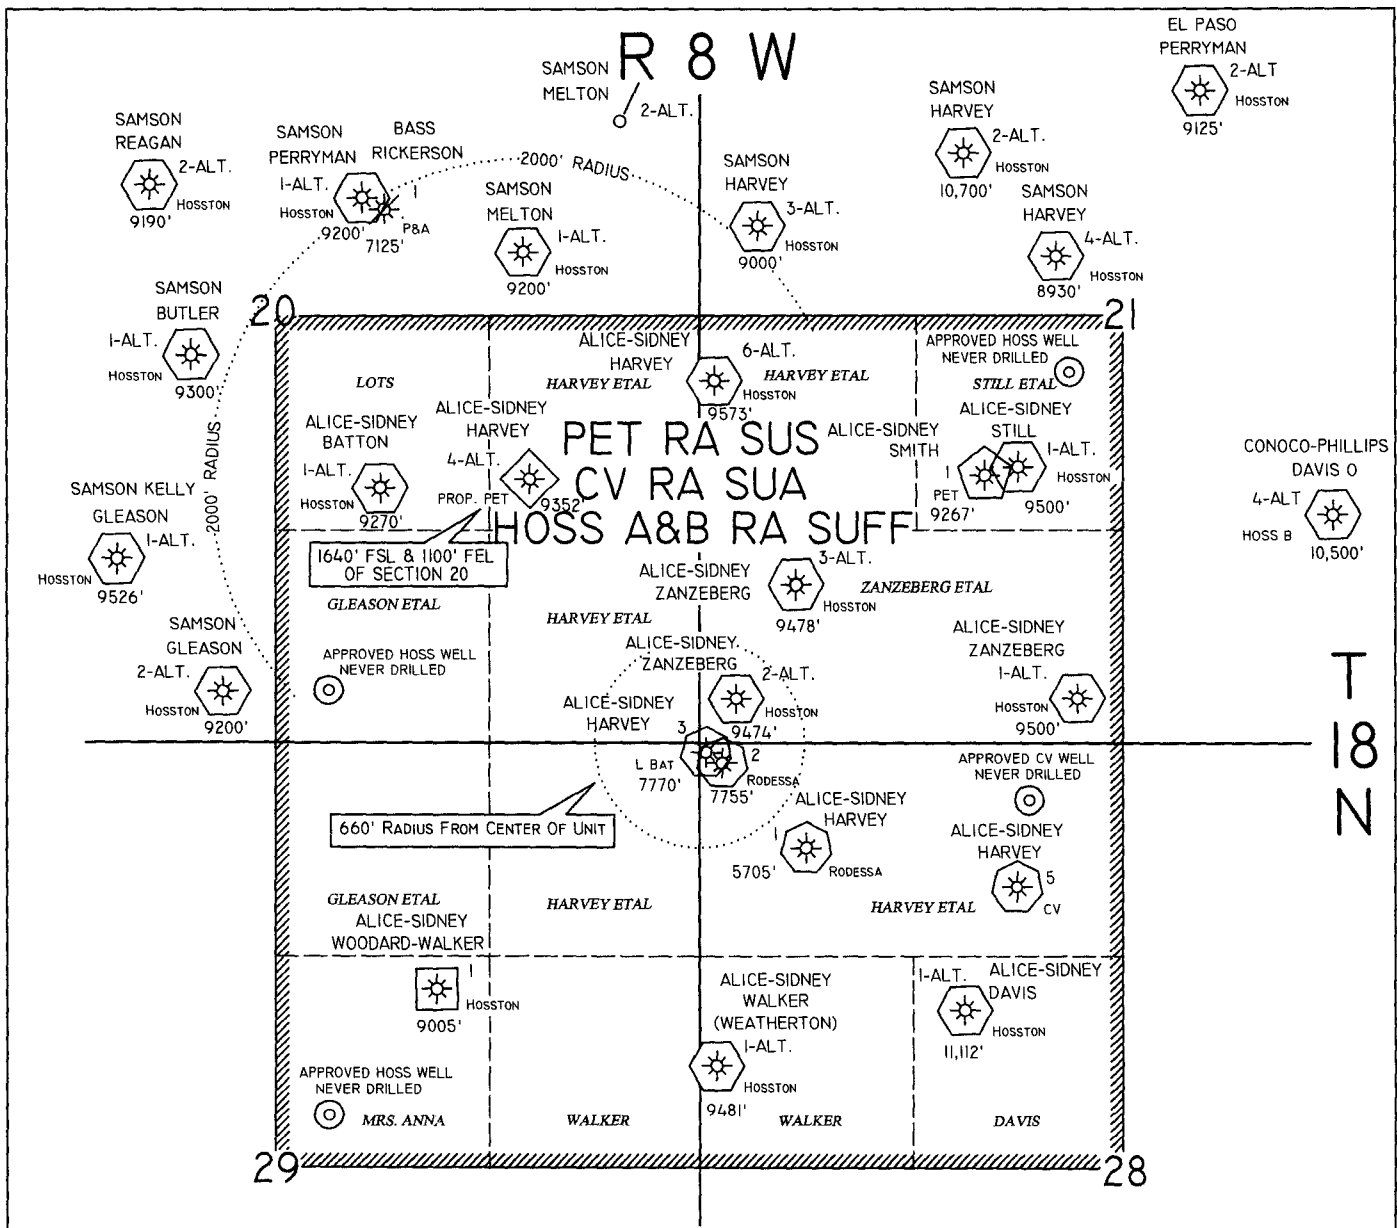 R 8 W
EL PASO
PERRYMAN
2-ALT
HOSSTON
9125'
SAMSON
MELTON
2-ALT.
SAMSON
HARVEY
2-ALT.
HOSSTON
10,700'
SAMSON
REAGAN
2-ALT.
HOSSTON
9190'
SAMSON
PERRYMAN
1-ALT.
HOSSTON
9200'
BASS
RICKERSON
1
P&A
7125'
2000' RADIUS
SAMSON
MELTON
1-ALT.
HOSSTON
9200'
SAMSON
HARVEY
3-ALT.
HOSSTON
9000'
SAMSON
HARVEY
4-ALT.
HOSSTON
8930'
SAMSON
BUTLER
1-ALT.
HOSSTON
9300'
20
21
LOTS
ALICE-SIDNEY
HARVEY
6-ALT.
HOSSTON
9573'
HARVEY ETAL
HARVEY ETAL
APPROVED HOSS WELL
NEVER DRILLED
STILL ETAL
ALICE-SIDNEY
BATTON
1-ALT.
HOSSTON
9270'
ALICE-SIDNEY
HARVEY
4-ALT.
PROP. PET
9352'
PET RA SUS
CV RA SUA
HOSS A&B RA SUFF
ALICE-SIDNEY
SMITH
1
PET
9267'
ALICE-SIDNEY
STILL
1-ALT.
HOSSTON
9500'
CONOCO-PHILLIPS
DAVIS O
4-ALT
HOSS B
10,500'
2000' RADIUS
SAMSON KELLY
GLEASON
1-ALT.
HOSSTON
9526'
1640' FSL & 1100' FEL
OF SECTION 20
GLEASON ETAL
HARVEY ETAL
ALICE-SIDNEY
ZANZEBERG
3-ALT.
HOSSTON
9478'
ZANZEBERG ETAL
SAMSON
GLEASON
2-ALT.
HOSSTON
9200'
APPROVED HOSS WELL
NEVER DRILLED
ALICE-SIDNEY
ZANZEBERG
2-ALT.
HOSSTON
9474'
ALICE-SIDNEY
ZANZEBERG
1-ALT.
HOSSTON
9500'
T
18
N
ALICE-SIDNEY
HARVEY
3
L BAT
7770'
2
RODESSA
7755'
APPROVED CV WELL
NEVER DRILLED
660' RADIUS FROM CENTER OF UNIT
ALICE-SIDNEY
HARVEY
1
5705'
RODESSA
ALICE-SIDNEY
HARVEY
5
CV
GLEASON ETAL
HARVEY ETAL
HARVEY ETAL
ALICE-SIDNEY
WOODARD-WALKER
1
HOSSTON
9005'
ALICE-SIDNEY
WALKER
(WEATHERTON)
1-ALT.
HOSSTON
9481'
1-ALT.
ALICE-SIDNEY
DAVIS
HOSSTON
11,112'
APPROVED HOSS WELL
NEVER DRILLED
MRS. ANNA
WALKER
WALKER
DAVIS
29
28